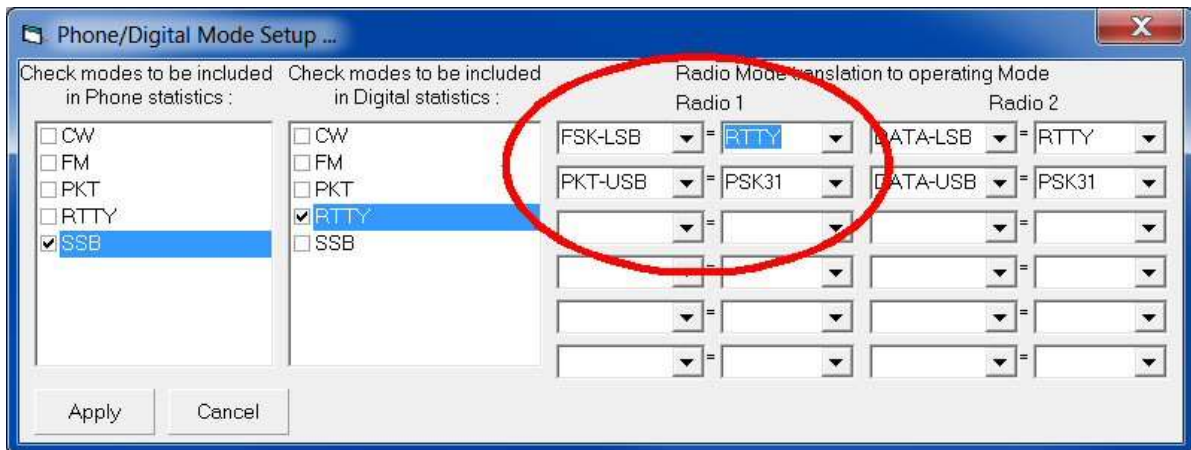 Phone/Digital Mode Setup ...
Check modes to be included in Phone statistics :
Check modes to be included in Digital statistics :
Radio Mode translation to operating Mode
Radio 1 Radio 2
CW
FM
PKT
RTTY
SSB
CW
FM
PKT
RTTY
SSB
FSK-LSB = RTTY DATA-LSB = RTTY
PKT-USB = PSK31 DATA-USB = PSK31
= =
= =
= =
= =
Apply Cancel